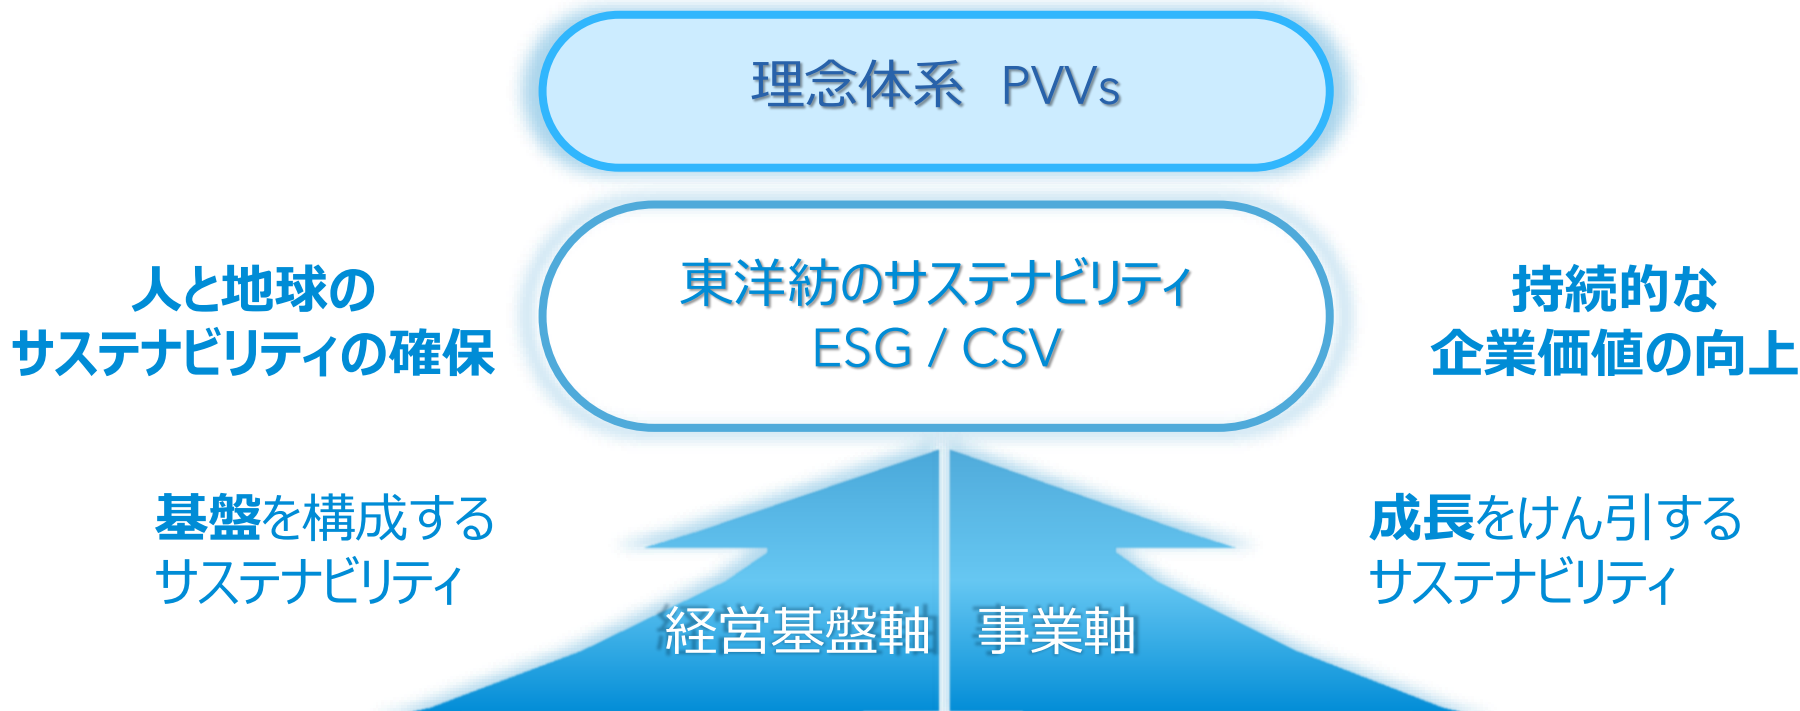 理念体系　PVVs
東洋紡のサステナビリティ
ESG / CSV
人と地球の
サステナビリティの確保
持続的な
企業価値の向上
基盤を構成する
サステナビリティ
成長をけん引する
サステナビリティ
経営基盤軸
事業軸